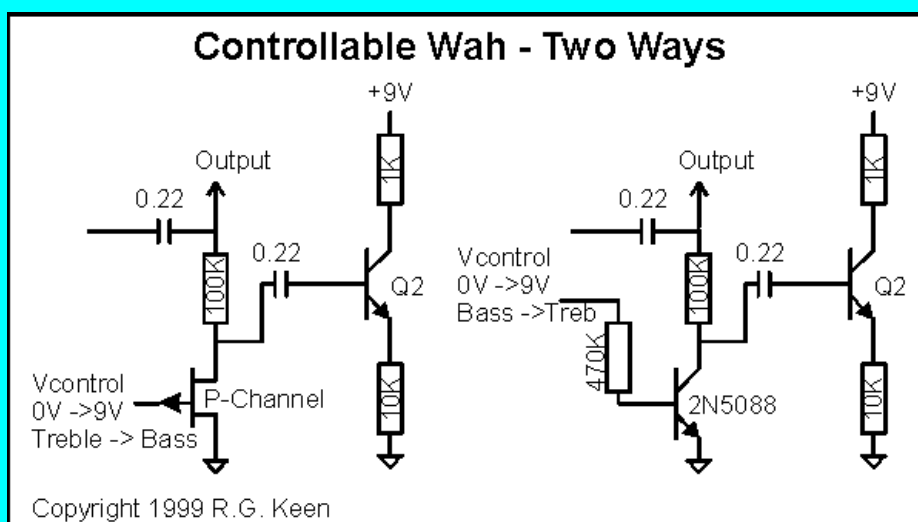 Controllable Wah - Two Ways
+9V
1K
Output
0.22
0.22
100K
Q2
Vcontrol
0V ->9V
Treble -> Bass
P-Channel
10K
+9V
1K
Output
0.22
Vcontrol
0V ->9V
Bass ->Treb
0.22
100K
Q2
470K
2N5088
10K
Copyright 1999 R.G. Keen